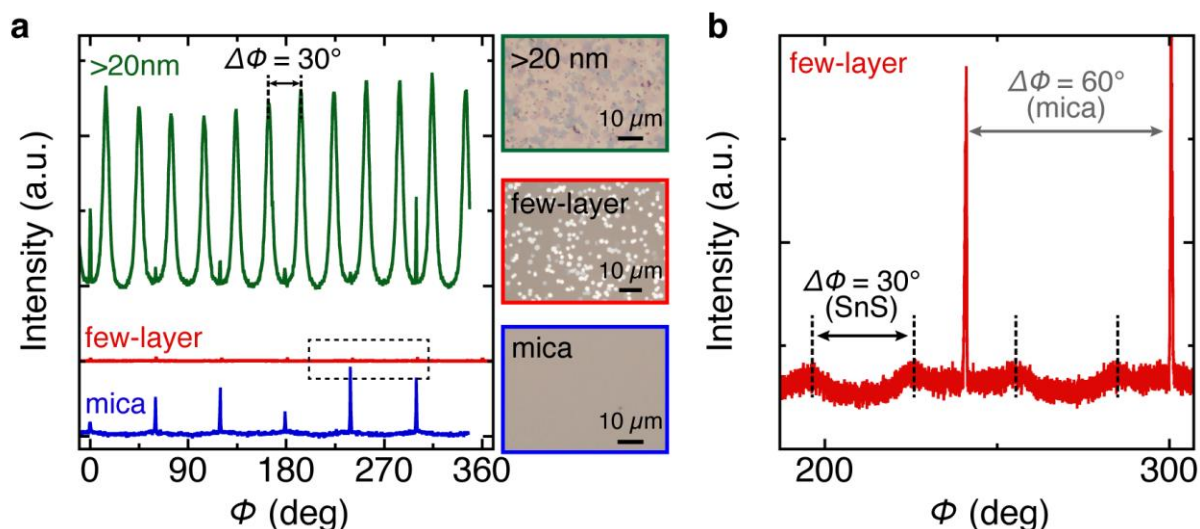 a
Intensity (a.u.)
>20nm
ΔΦ = 30°
few-layer
mica
0 90 180 270 360
Φ (deg)
>20 nm
10 μm
few-layer
10 μm
mica
10 μm
b
Intensity (a.u.)
few-layer
ΔΦ = 60°
(mica)
ΔΦ = 30°
(SnS)
200 300
Φ (deg)